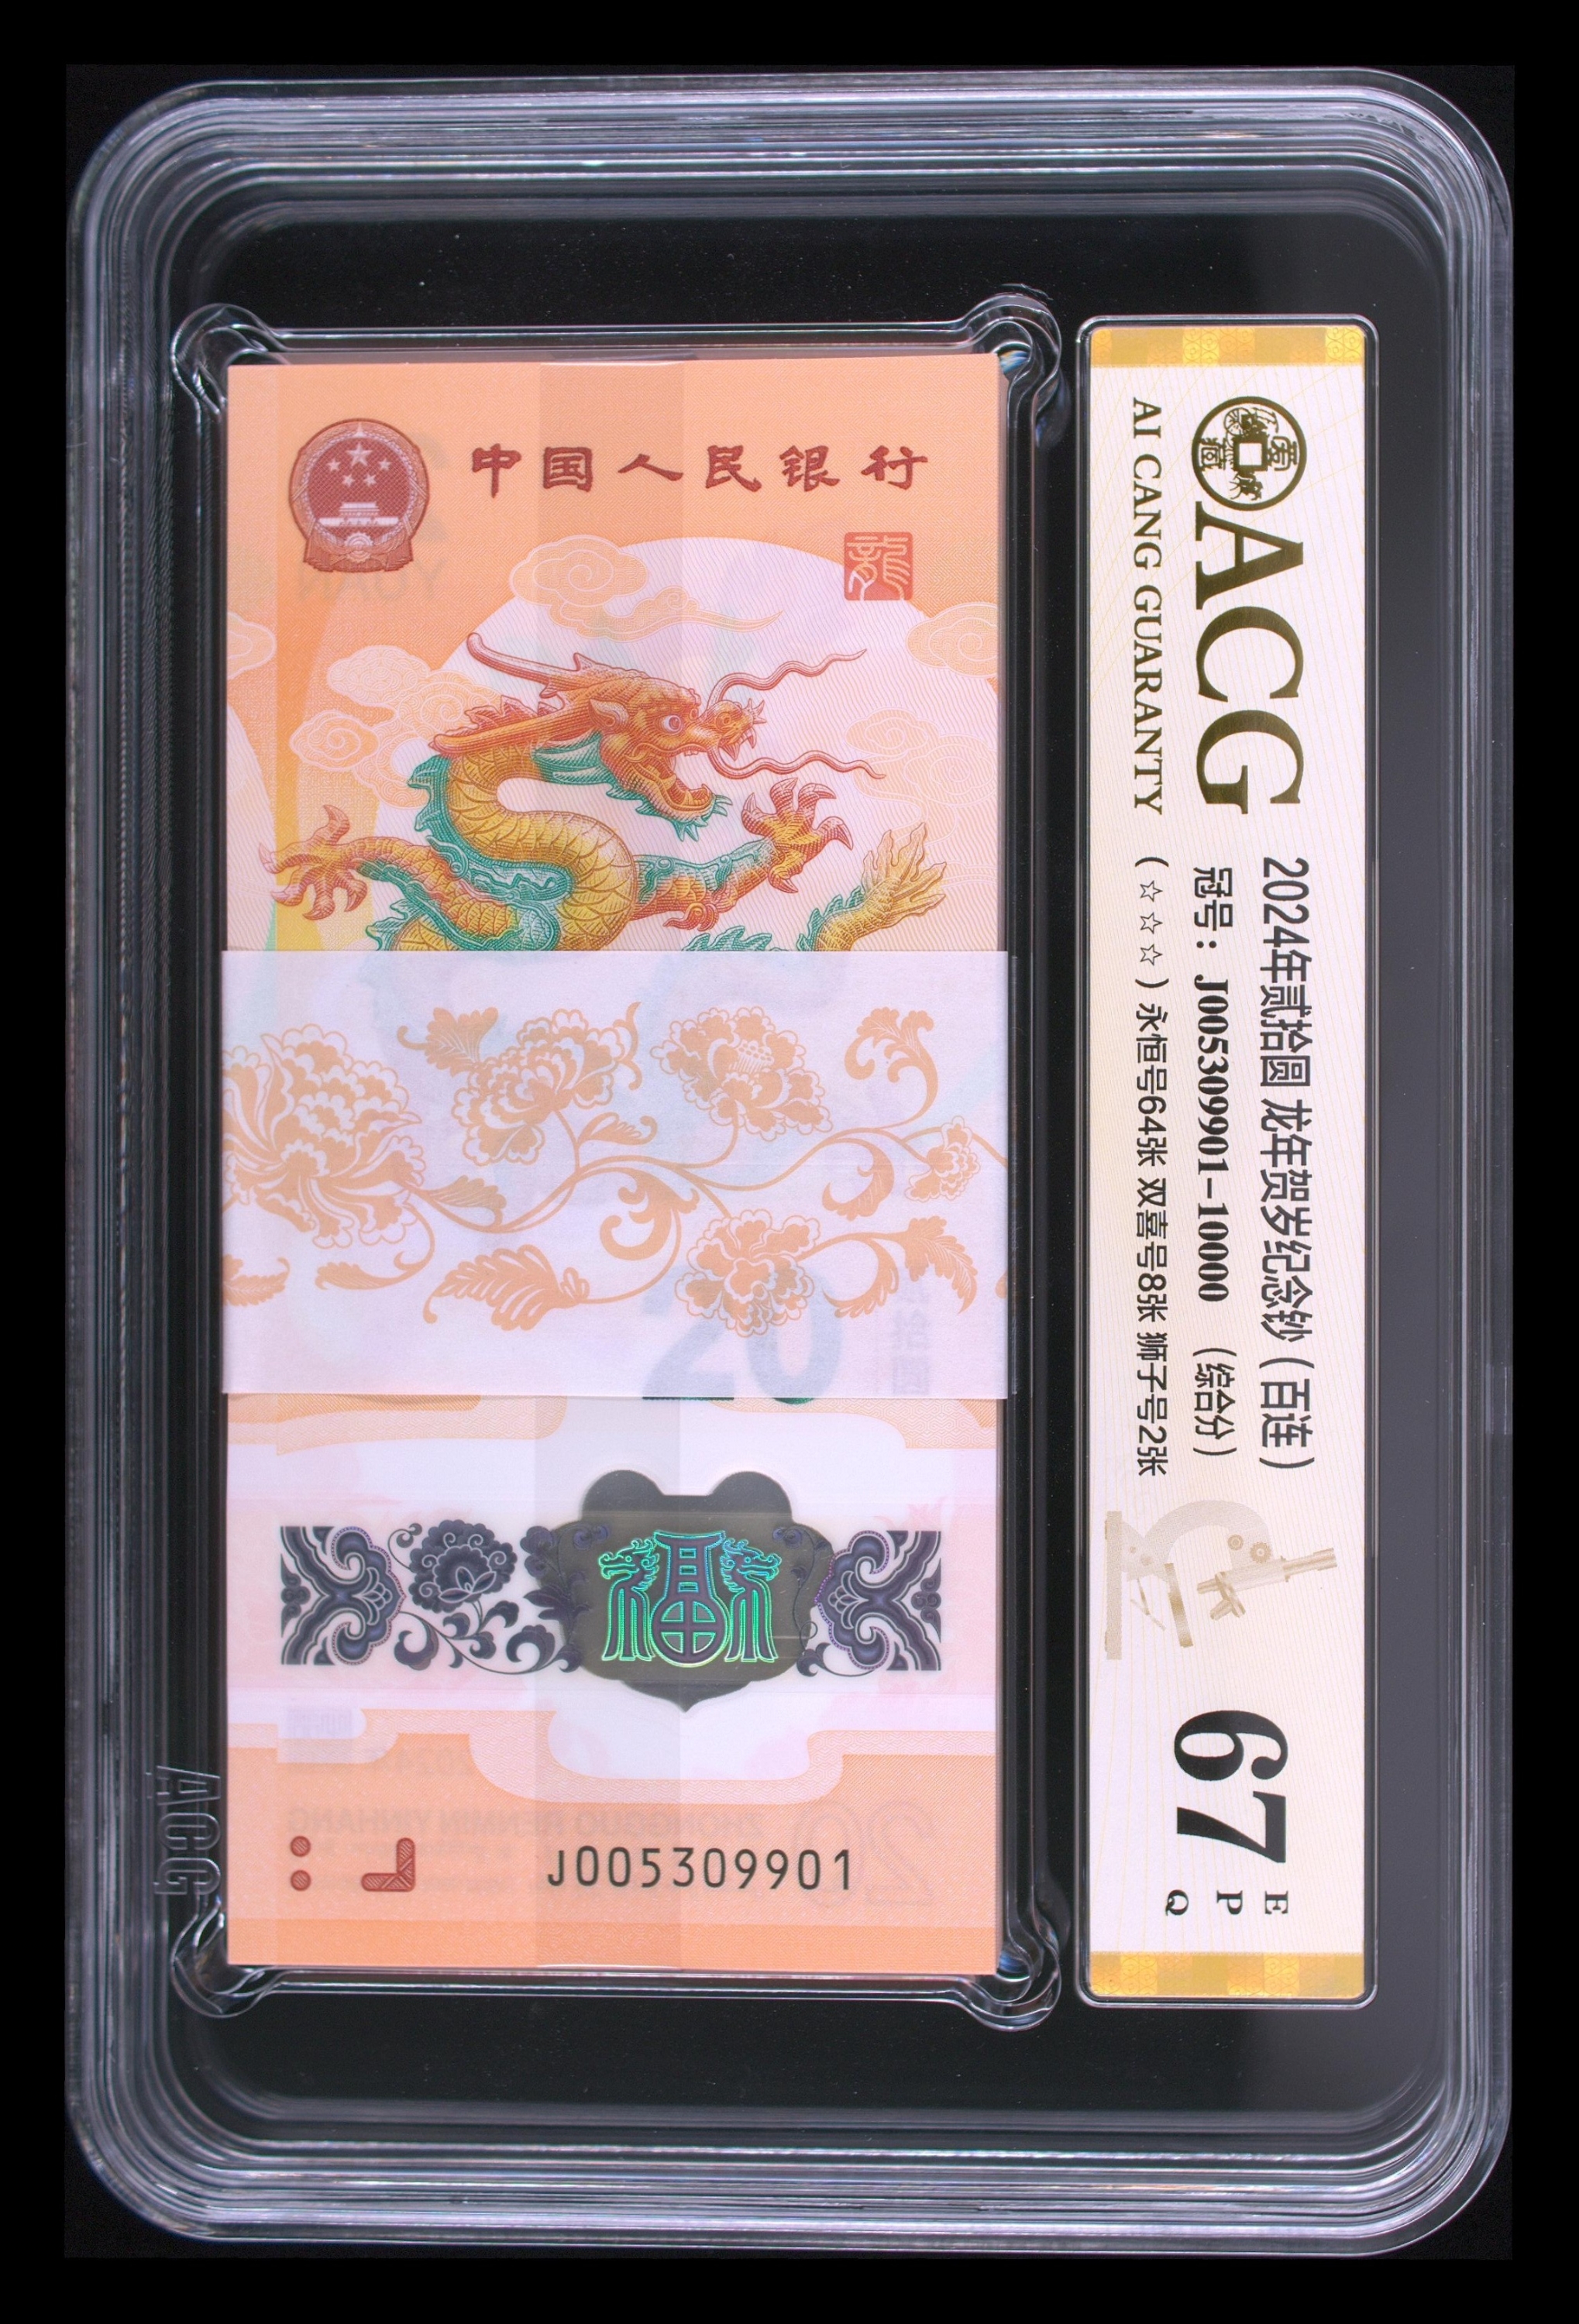 中国人民银行
龍
20
J005309901
ACG
ACG
AI CANG GUARANTY
2024年贰拾圆 龙年贺岁纪念钞（百连）
冠号：J005309901-10000 （综合分）
（☆☆☆）永恒号64张 双喜号8张 狮子号2张
67
E
P
Q